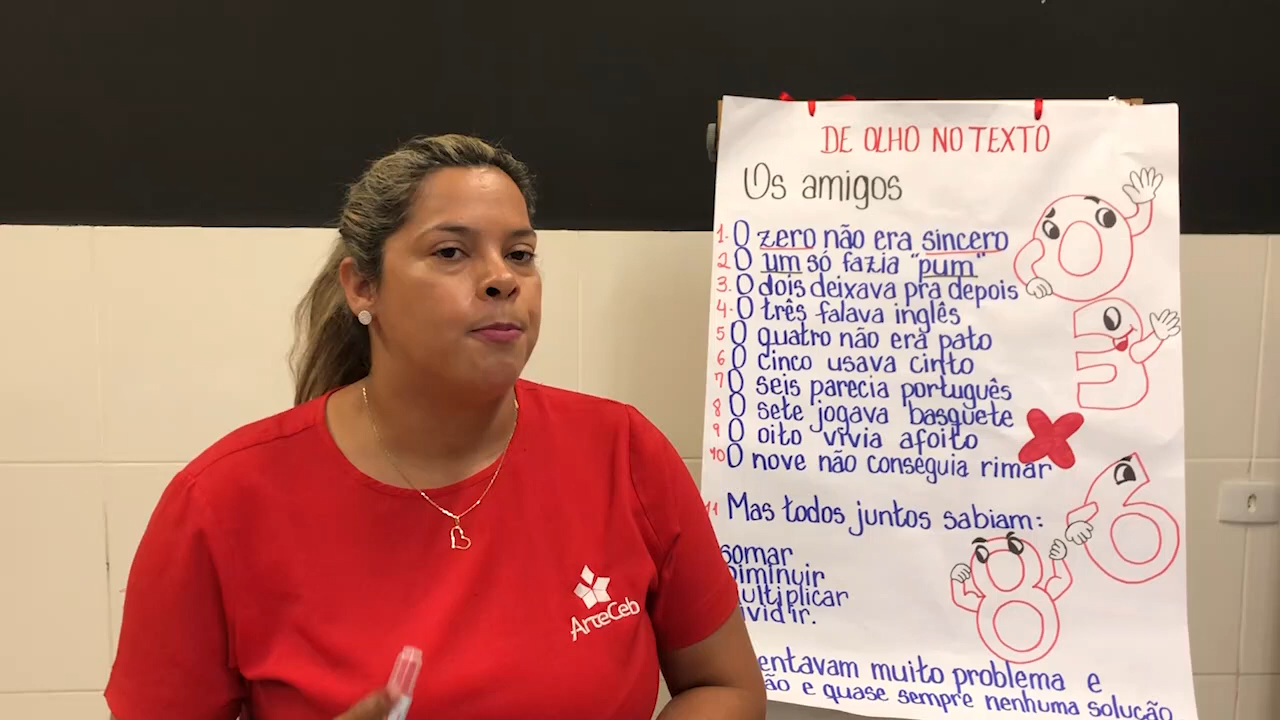 DE OLHO NO TEXTO
Os amigos
1- O zero não era sincero
2 O um só fazia "pum"
3. O dois deixava pra depois
4- O três falava inglês
5 O quatro não era pato
6 O cinco usava cinto
7 O seis parecia português
8 O sete jogava basquete
9 O oito vivia afoito
10 O nove não conseguia rimar
11 Mas todos juntos sabiam:
somar
diminuir
multiplicar
dividir.
muito problema e
e quase sempre nenhuma solução
ArteCeb